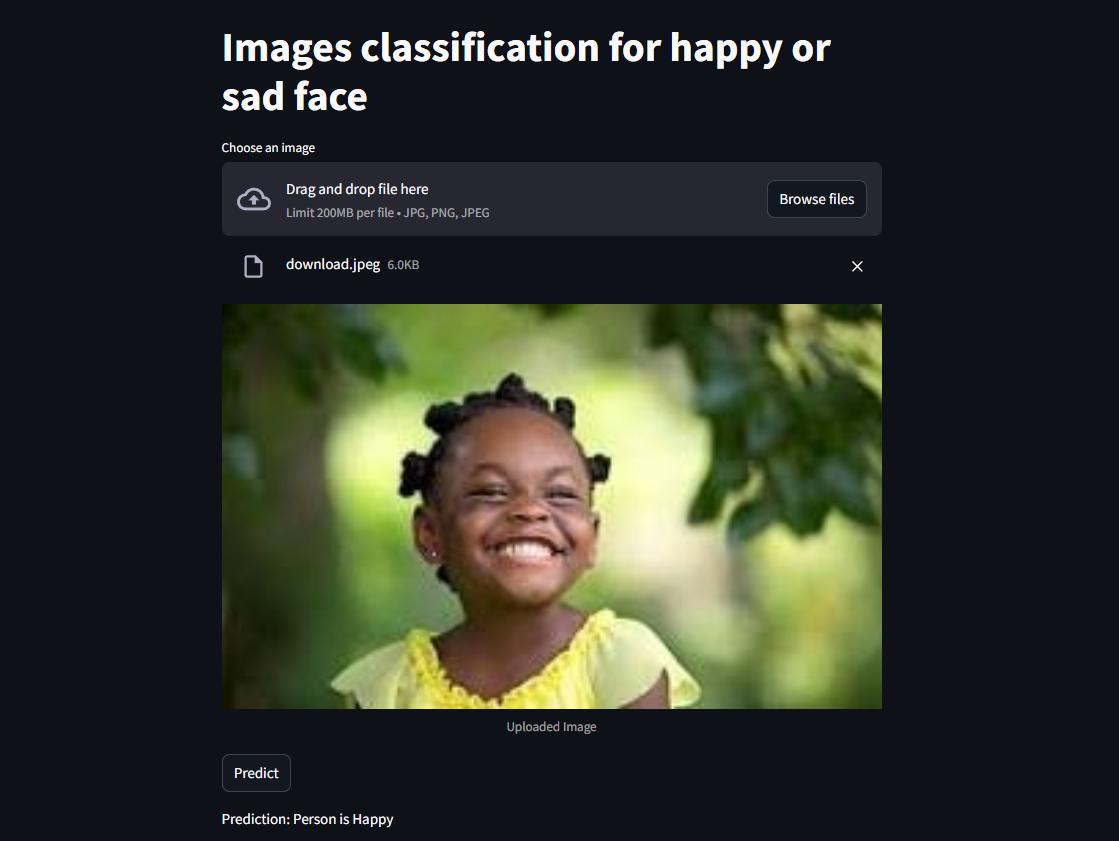 Images classification for happy or
sad face
Choose an image
Drag and drop file here
Limit 200MB per file • JPG, PNG, JPEG
Browse files
download.jpeg 6.0KB
Uploaded Image
Predict
Prediction: Person is Happy